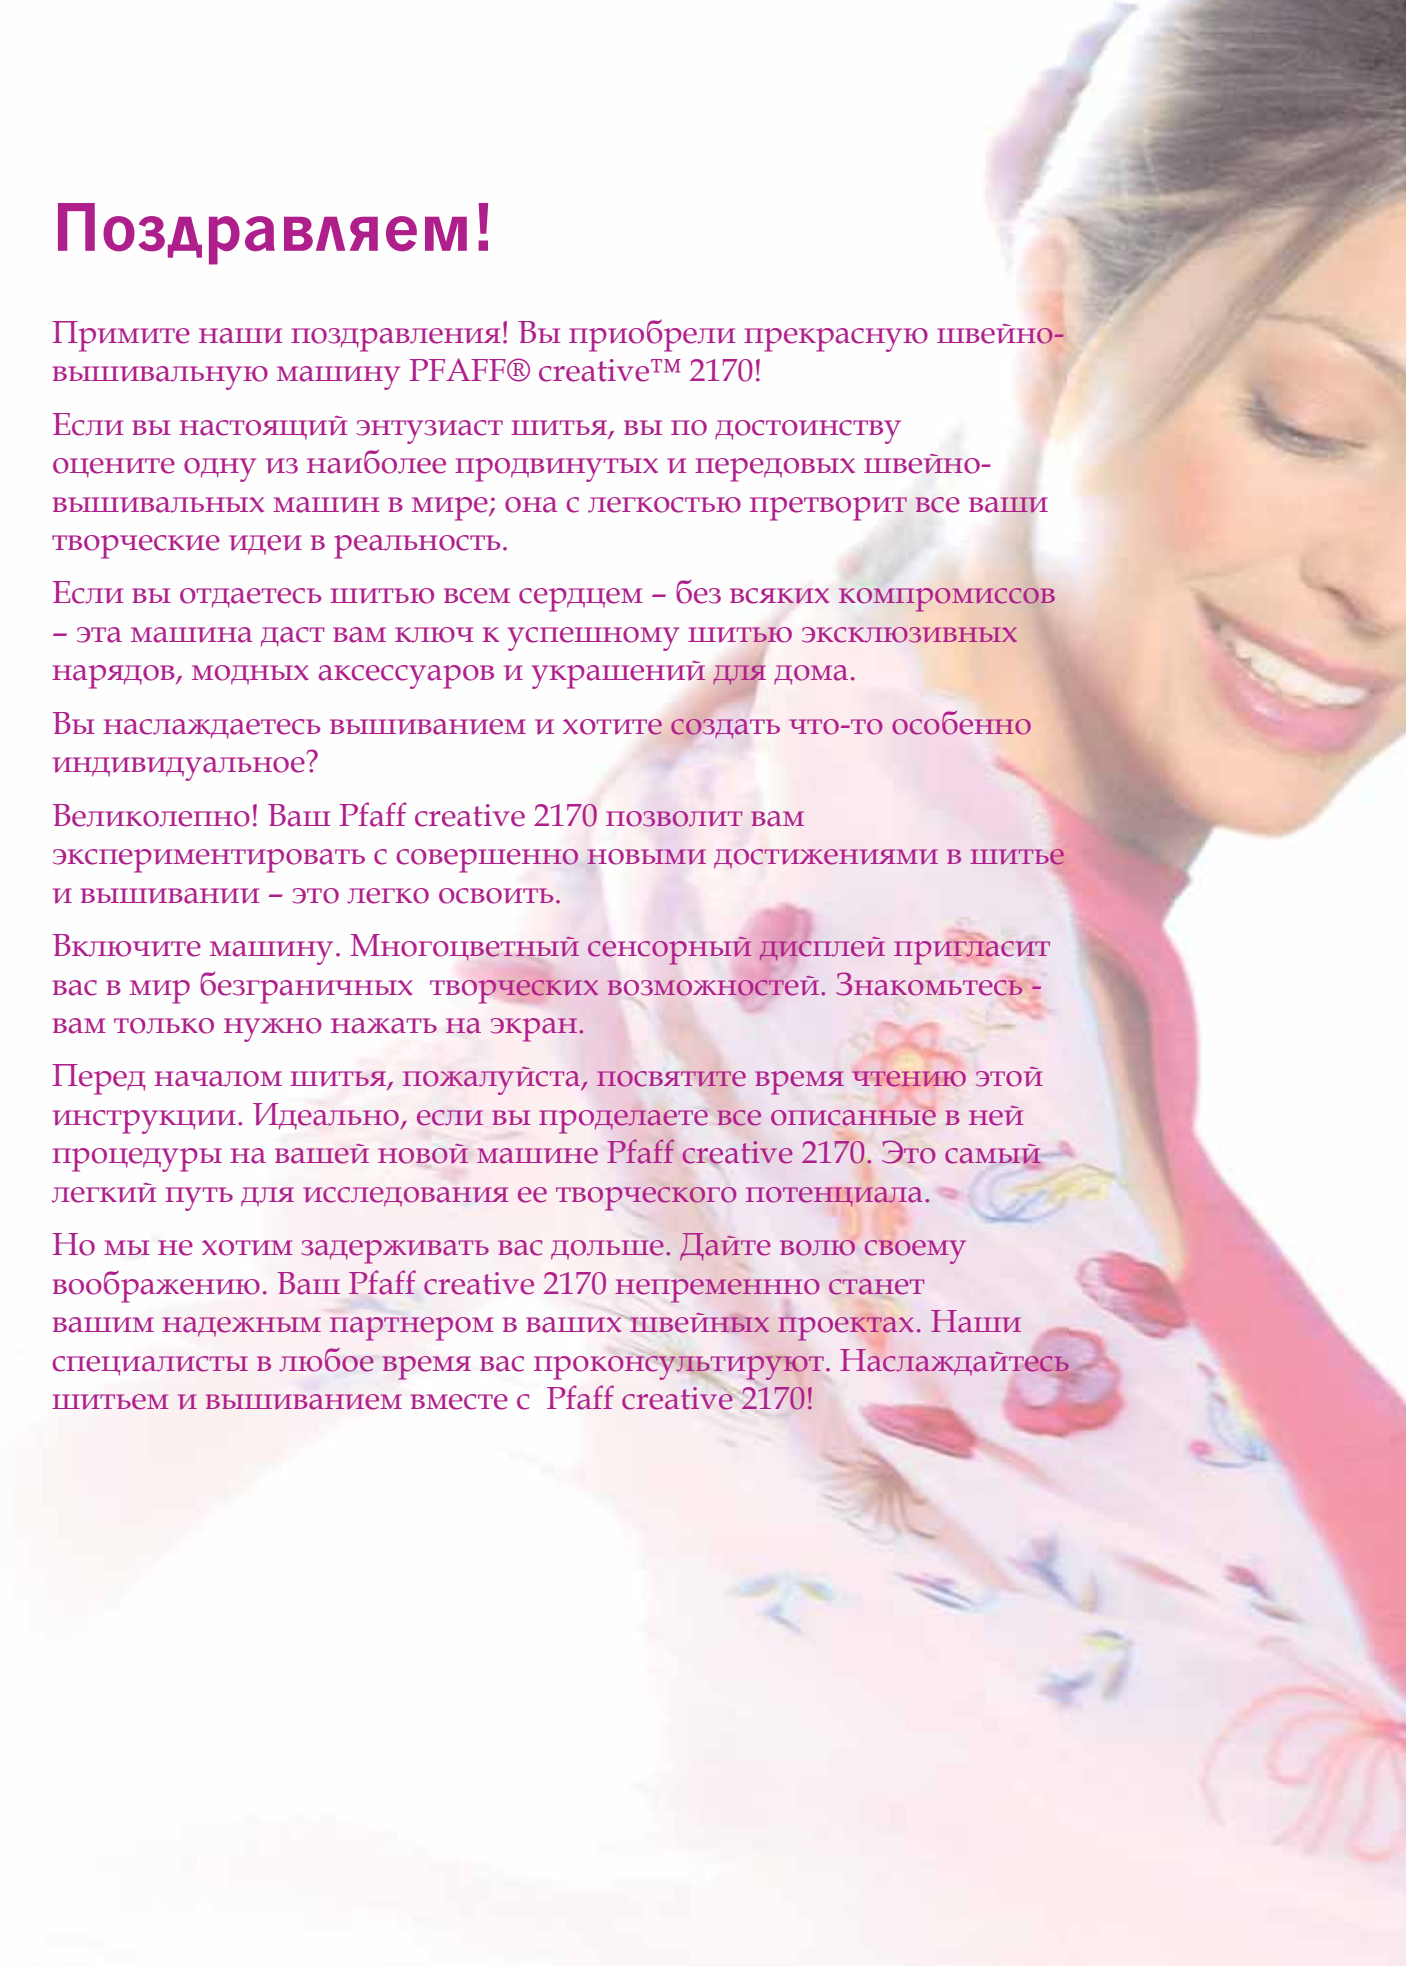 Поздравляем!
Примите наши поздравления! Вы приобрели прекрасную швейно-
вышивальную машину PFAFF® creative™ 2170!
Если вы настоящий энтузиаст шитья, вы по достоинству
оцените одну из наиболее продвинутых и передовых швейно-
вышивальных машин в мире; она с легкостью претворит все ваши
творческие идеи в реальность.
Если вы отдаетесь шитью всем сердцем – без всяких компромиссов
– эта машина даст вам ключ к успешному шитью эксклюзивных
нарядов, модных аксессуаров и украшений для дома.
Вы наслаждаетесь вышиванием и хотите создать что-то особенно
индивидуальное?
Великолепно! Ваш Pfaff creative 2170 позволит вам
экспериментировать с совершенно новыми достижениями в шитье
и вышивании – это легко освоить.
Включите машину. Многоцветный сенсорный дисплей пригласит
вас в мир безграничных  творческих возможностей. Знакомьтесь -
вам только нужно нажать на экран.
Перед началом шитья, пожалуйста, посвятите время чтению этой
инструкции. Идеально, если вы проделаете все описанные в ней
процедуры на вашей новой машине Pfaff creative 2170. Это самый
легкий путь для исследования ее творческого потенциала.
Но мы не хотим задерживать вас дольше. Дайте волю своему
воображению. Ваш Pfaff creative 2170 непременнно станет
вашим надежным партнером в ваших швейных проектах. Наши
специалисты в любое время вас проконсультируют. Наслаждайтесь
шитьем и вышиванием вместе с  Pfaff creative 2170!